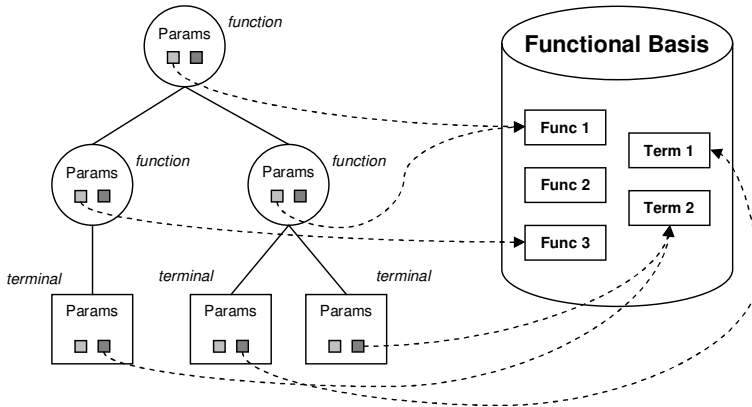 function
Params
Functional Basis
Func 1
Term 1
Params
function
Params
function
Func 2
Term 2
Func 3
terminal
terminal
terminal
Params
Params
Params